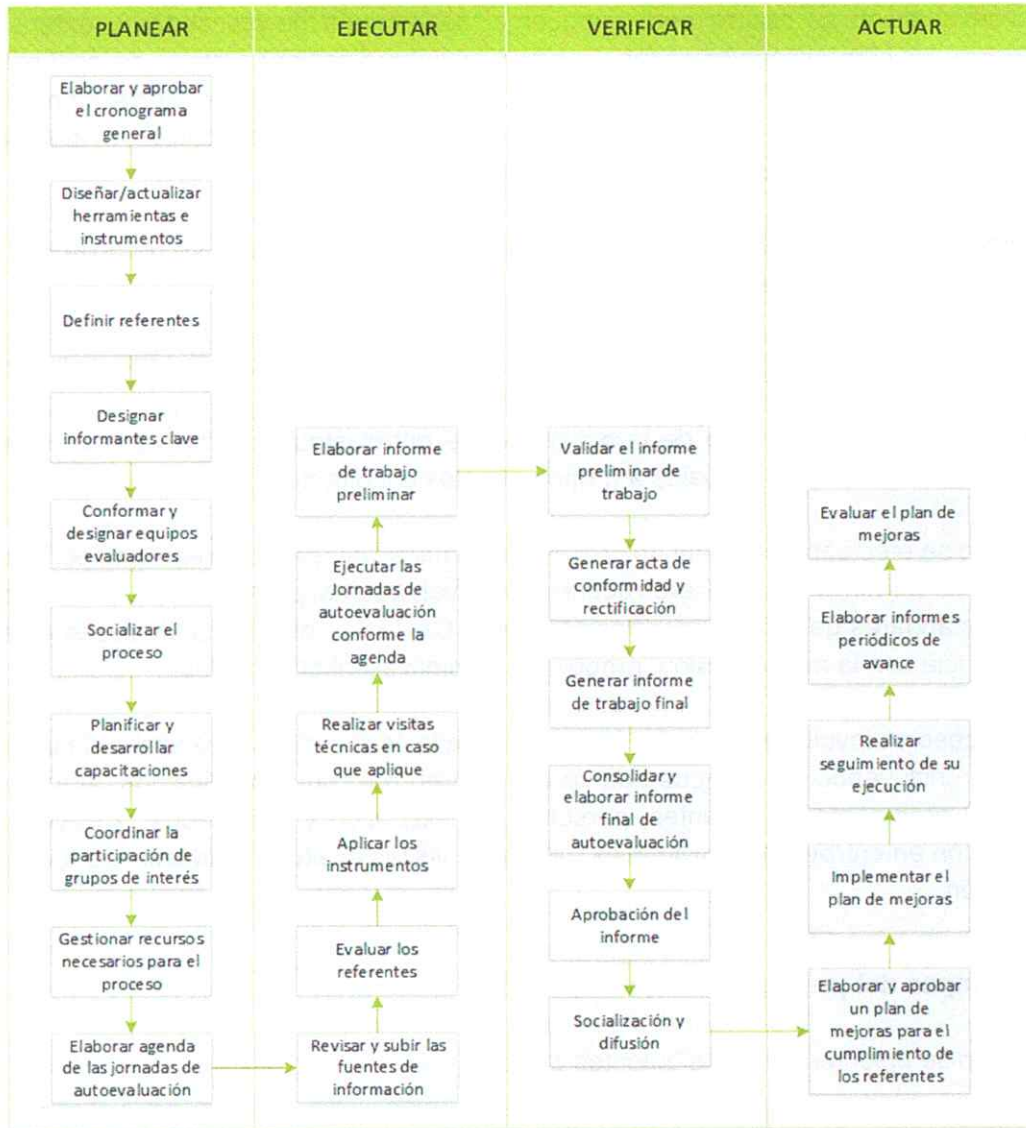 PLANEAR
EJECUTAR
VERIFICAR
ACTUAR
Elaborar y aprobar
el cronograma
general
Diseñar/actualizar
herramientas e
instrumentos
Definir referentes
Designar
informantes clave
Conformar y
designar equipos
evaluadores
Socializar el
proceso
Planificar y
desarrollar
capacitaciones
Coordinar la
participación de
grupos de interés
Gestionar recursos
necesarios para el
proceso
Elaborar agenda
de las jornadas de
autoevaluación
Revisar y subir las
fuentes de
información
Evaluar los
referentes
Aplicar los
instrumentos
Realizar visitas
técnicas en caso
que aplique
Ejecutar las
Jornadas de
autoevaluación
conforme la
agenda
Elaborar informe
de trabajo
preliminar
Validar el informe
preliminar de
trabajo
Generar acta de
conformidad y
rectificación
Generar informe
de trabajo final
Consolidar y
elaborar informe
final de
autoevaluación
Aprobación del
informe
Socialización y
difusión
Elaborar y aprobar
un plan de
mejoras para el
cumplimiento de
los referentes
Implementar el
plan de mejoras
Realizar
seguimiento de su
ejecución
Elaborar informes
periódicos de
avance
Evaluar el plan de
mejoras